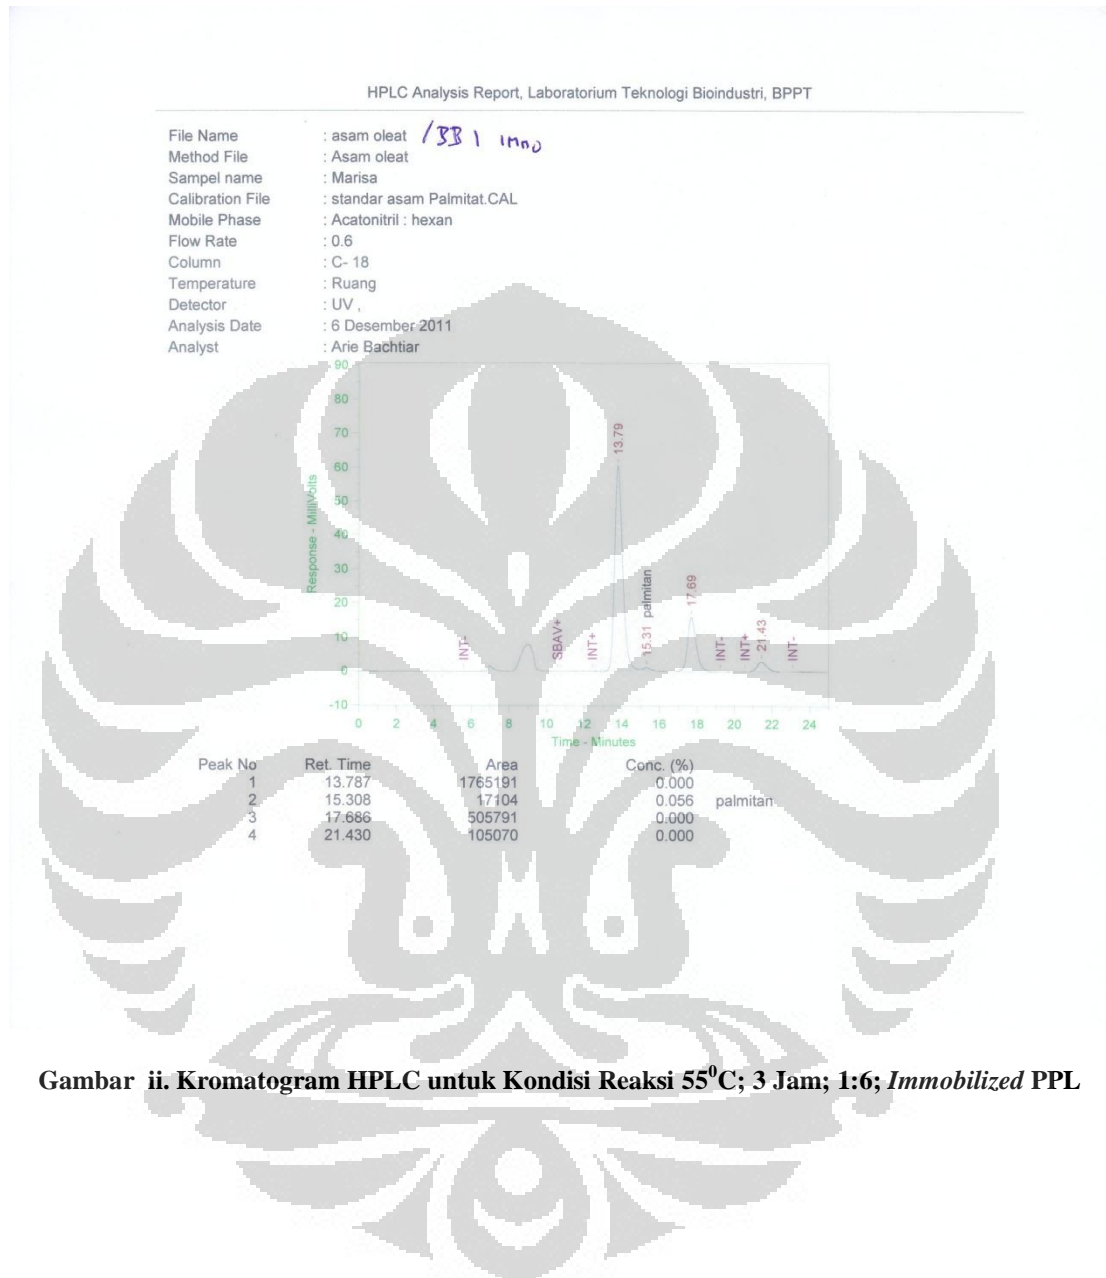 HPLC Analysis Report, Laboratorium Teknologi Bioindustri, BPPT
File Name : asam oleat /BB 1 imno
Method File : Asam oleat
Sampel name : Marisa
Calibration File : standar asam Palmitat.CAL
Mobile Phase : Acatonitril : hexan
Flow Rate : 0.6
Column : C- 18
Temperature : Ruang
Detector : UV ,
Analysis Date : 6 Desember 2011
Analyst : Arie Bachtiar
Response - MilliVolts
90
80
70
60
50
40
30
20
10
0
-10
INT-
SBAV+
INT+
13.79
15.31 palmitan
17.69
INT-
INT+
21.43
INT-
0 2 4 6 8 10 12 14 16 18 20 22 24
Time - Minutes
Peak No Ret. Time Area Conc. (%)
1 13.787 1765191 0.000
2 15.308 17104 0.056 palmitan
3 17.686 505791 0.000
4 21.430 105070 0.000
Gambar ii. Kromatogram HPLC untuk Kondisi Reaksi 55⁰C; 3 Jam; 1:6; Immobilized PPL